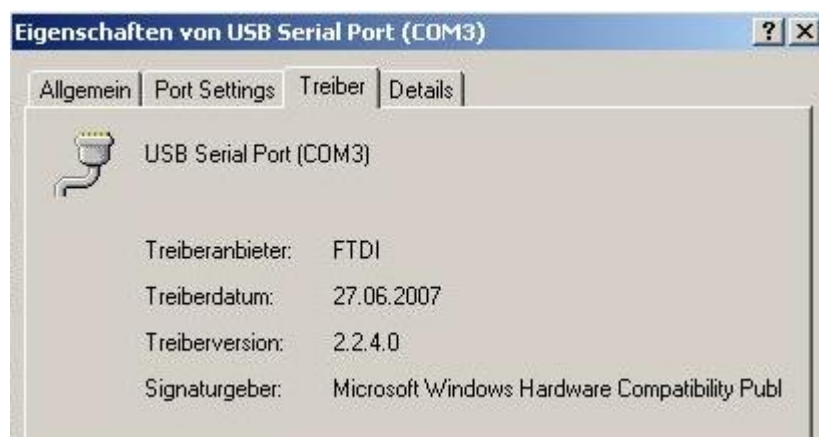 Eigenschaften von USB Serial Port (COM3) ? X
Allgemein Port Settings Treiber Details
USB Serial Port (COM3)
Treiberanbieter: FTDI
Treiberdatum: 27.06.2007
Treiberversion: 2.2.4.0
Signaturgeber: Microsoft Windows Hardware Compatibility Publ